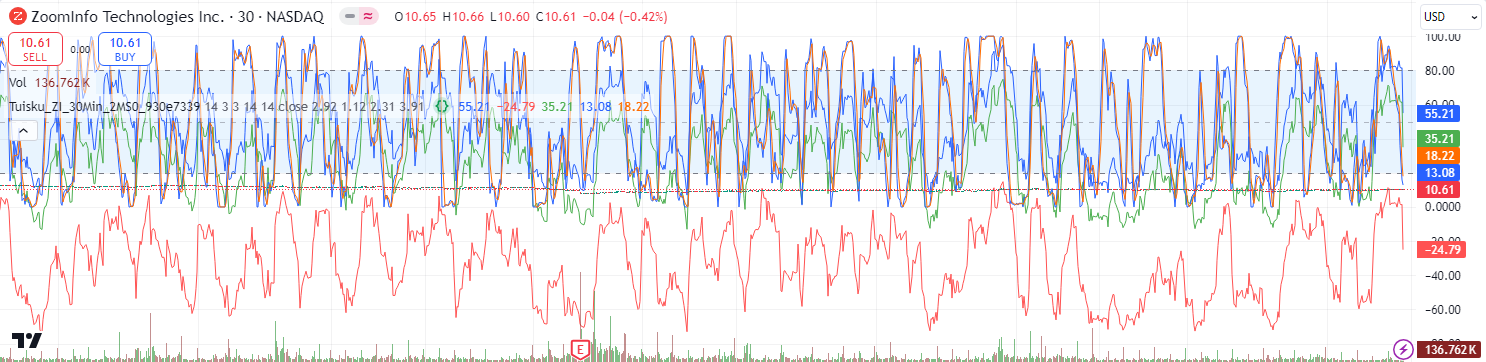 ZoomInfo Technologies Inc. · 30 · NASDAQ O10.65 H10.66 L10.60 C10.61 −0.04 (−0.42%)
USD
10.61 SELL
0.00
10.61 BUY
Vol 136.762K
Tuisku_ZI_30Min_2MS0_930e7339 14 3 3 14 14 close 2.92 1.12 2.31 3.91 55.21 −24.79 35.21 13.08 18.22
100.00
80.00
60.00
55.21
35.21
18.22
13.08
10.61
0.0000
−20.00
−24.79
−40.00
−60.00
E
136.762K